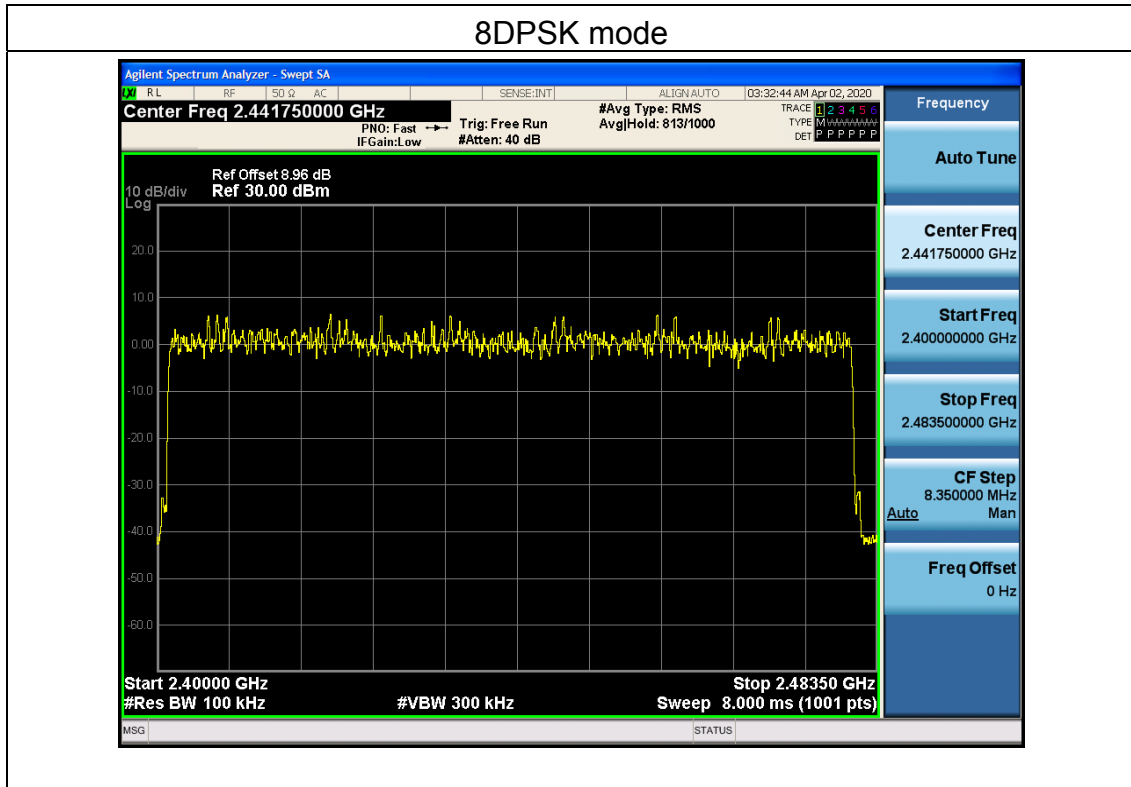 8DPSK mode
Agilent Spectrum Analyzer - Swept SA
LXI RL RF 50 Ω AC SENSE:INT ALIGN AUTO 03:32:44 AM Apr 02, 2020
Center Freq 2.441750000 GHz
PNO: Fast
IFGain:Low
Trig: Free Run
#Atten: 40 dB
#Avg Type: RMS
Avg|Hold: 813/1000
TRACE 1 2 3 4 5 6
TYPE M
DET P P P P P P
Ref Offset 8.96 dB
10 dB/div Ref 30.00 dBm
Log
20.0
10.0
0.00
-10.0
-20.0
-30.0
-40.0
-50.0
-60.0
Start 2.40000 GHz Stop 2.48350 GHz
#Res BW 100 kHz #VBW 300 kHz Sweep 8.000 ms (1001 pts)
MSG STATUS
Frequency
Auto Tune
Center Freq
2.441750000 GHz
Start Freq
2.400000000 GHz
Stop Freq
2.483500000 GHz
CF Step
8.350000 MHz
Auto Man
Freq Offset
0 Hz